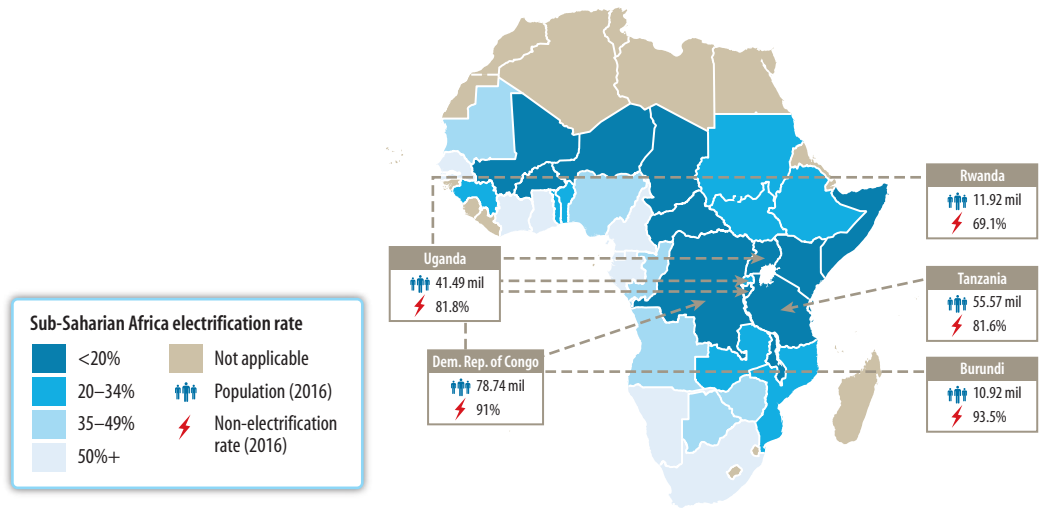 Rwanda
11.92 mil
69.1%
Uganda
41.49 mil
81.8%
Tanzania
55.57 mil
81.6%
Dem. Rep. of Congo
78.74 mil
91%
Burundi
10.92 mil
93.5%
Sub-Saharan Africa electrification rate
<20%
20–34%
35–49%
50%+
Not applicable
Population (2016)
Non-electrification
rate (2016)